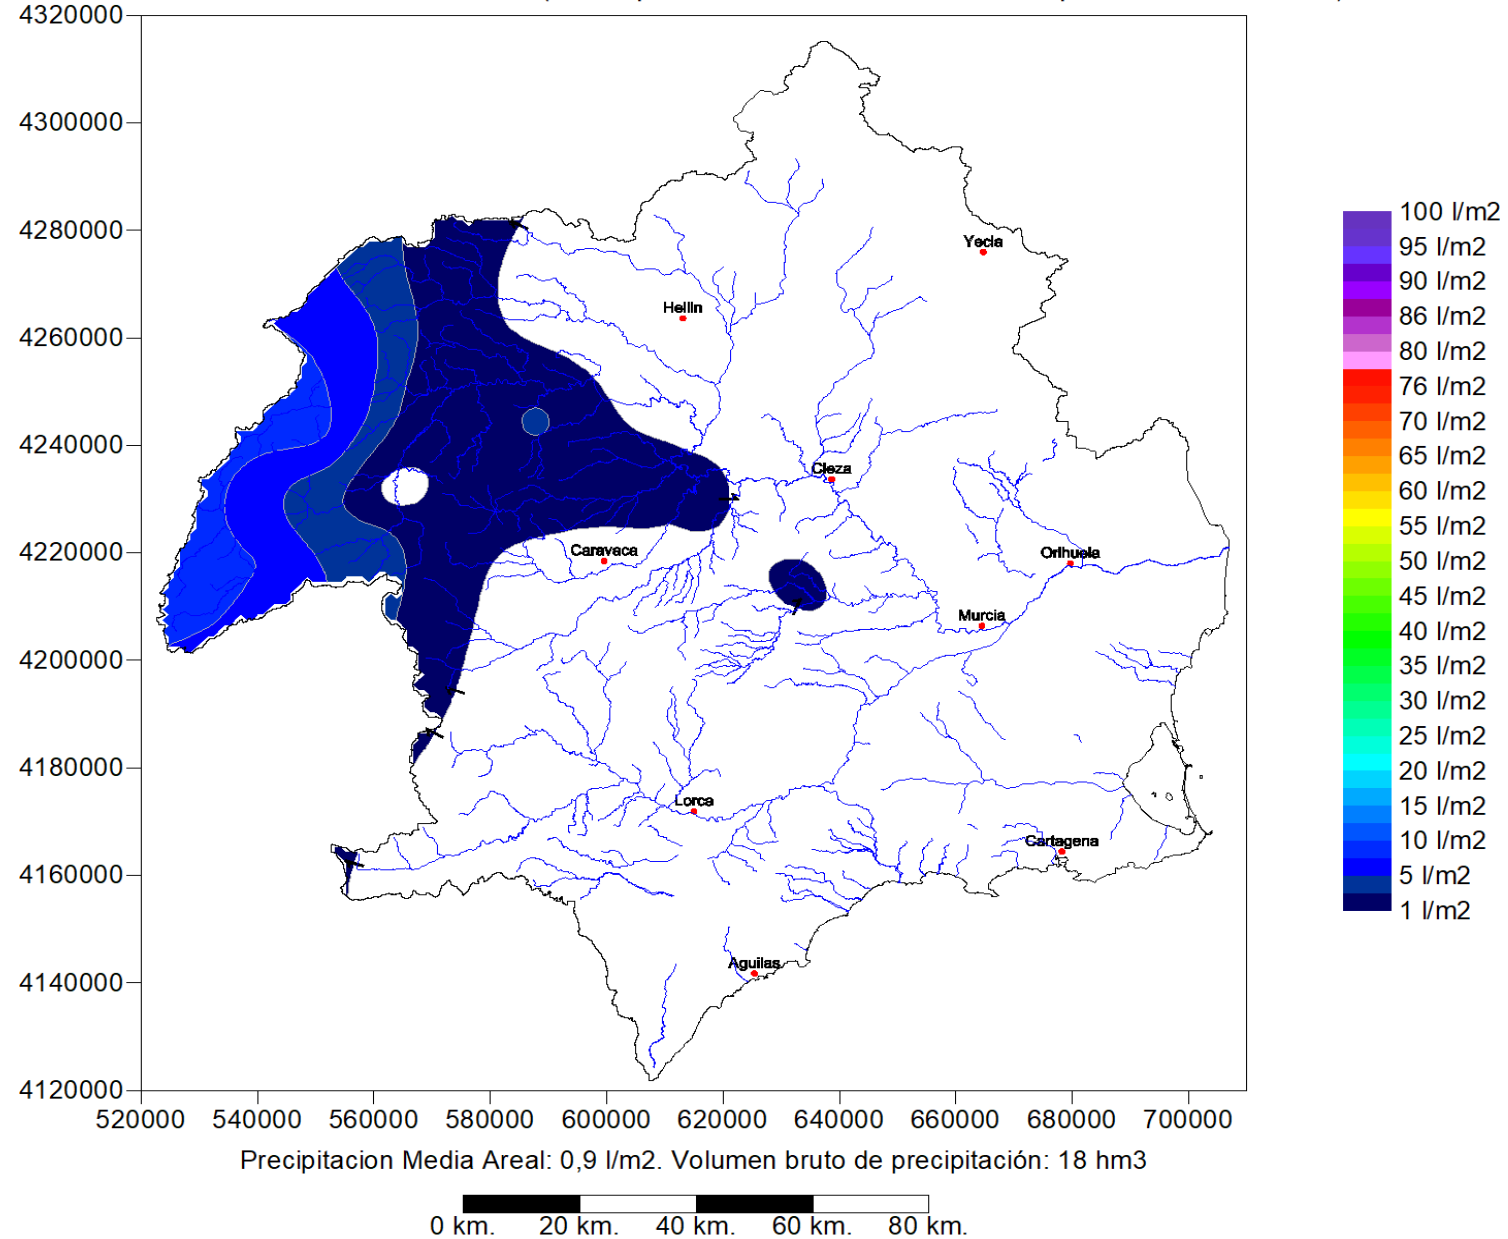 4320000
4300000
4280000
4260000
4240000
4220000
4200000
4180000
4160000
4140000
4120000
520000 540000 560000 580000 600000 620000 640000 660000 680000 700000
Yecla
Hellin
Cieza
Caravaca
Orihuela
Murcia
Lorca
Cartagena
Aguilas
100 l/m2
95 l/m2
90 l/m2
86 l/m2
80 l/m2
76 l/m2
70 l/m2
65 l/m2
60 l/m2
55 l/m2
50 l/m2
45 l/m2
40 l/m2
35 l/m2
30 l/m2
25 l/m2
20 l/m2
15 l/m2
10 l/m2
5 l/m2
1 l/m2
Precipitacion Media Areal: 0,9 l/m2. Volumen bruto de precipitación: 18 hm3
0 km. 20 km. 40 km. 60 km. 80 km.